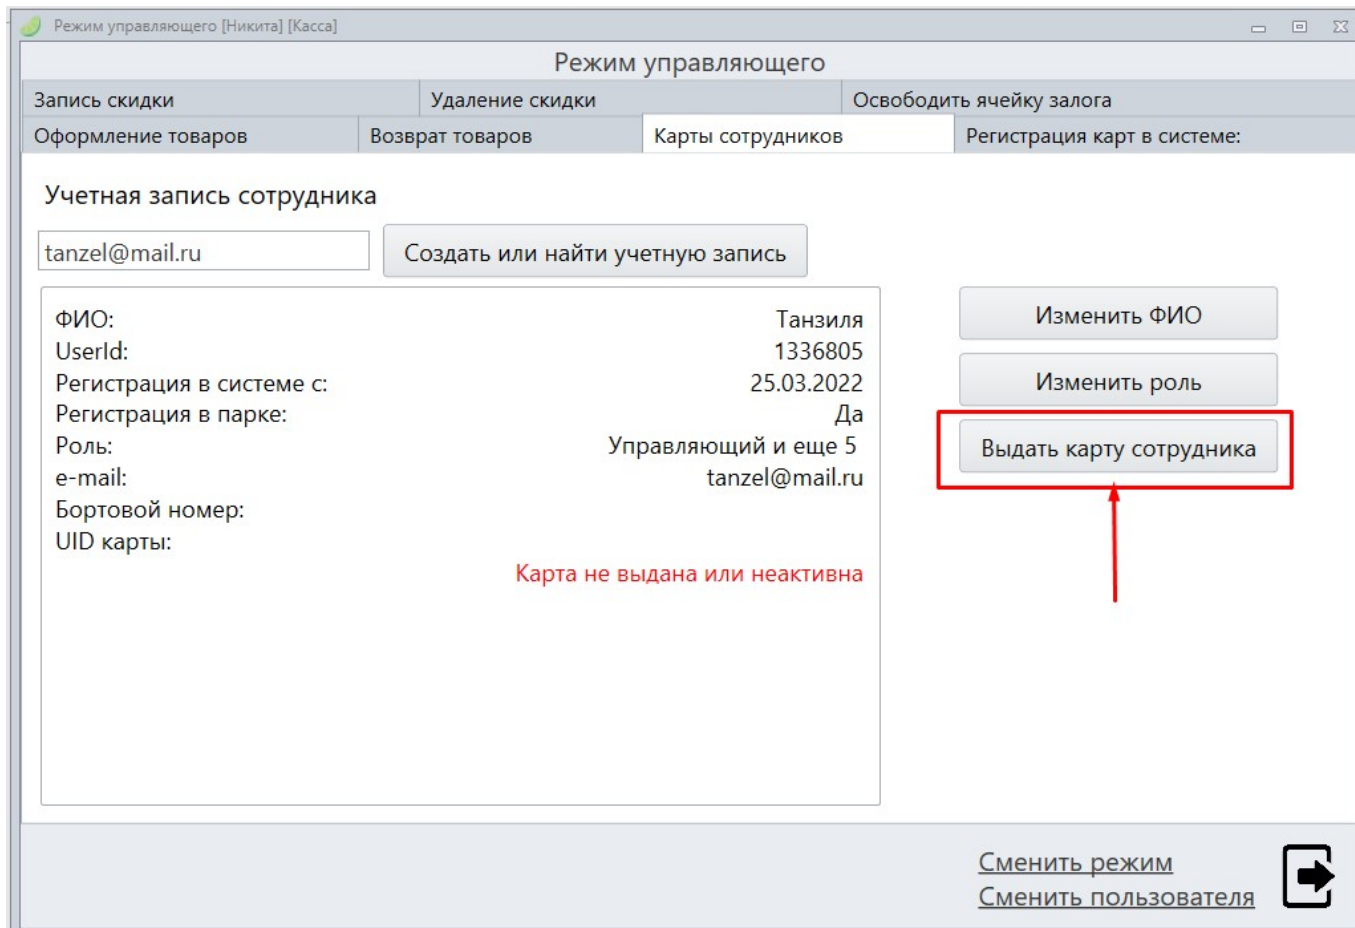 Режим управляющего [Никита] [Касса]
Режим управляющего
Запись скидки Удаление скидки Освободить ячейку залога
Оформление товаров Возврат товаров Карты сотрудников Регистрация карт в системе:
Учетная запись сотрудника
tanzel@mail.ru Создать или найти учетную запись
ФИО: Танзиля
UserId: 1336805
Регистрация в системе с: 25.03.2022
Регистрация в парке: Да
Роль: Управляющий и еще 5
e-mail: tanzel@mail.ru
Бортовой номер:
UID карты:
Карта не выдана или неактивна
Изменить ФИО
Изменить роль
Выдать карту сотрудника
Сменить режим
Сменить пользователя